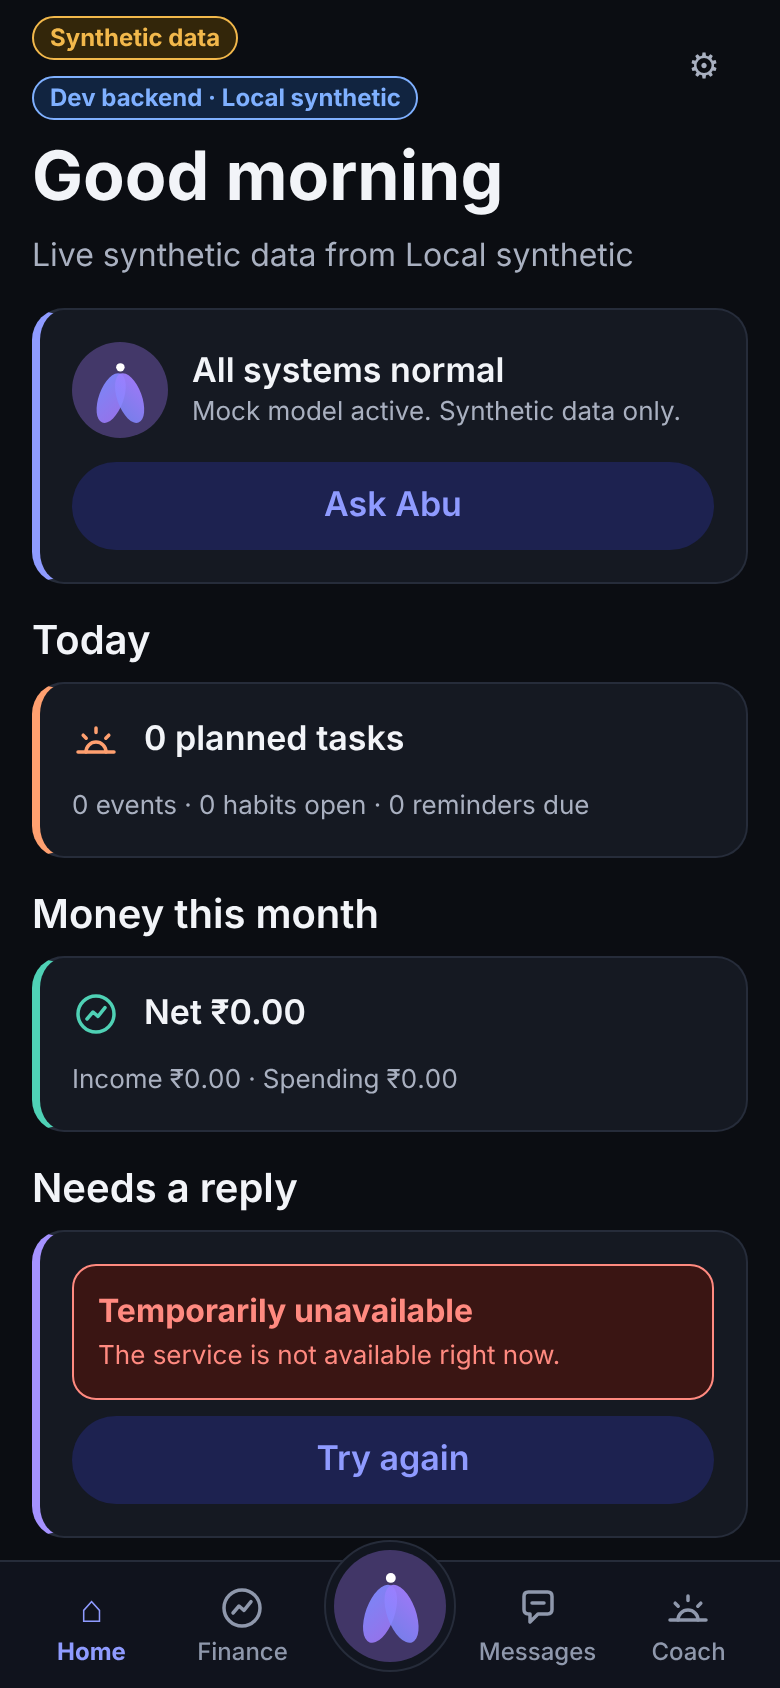 Synthetic data
Dev backend · Local synthetic
Good morning
Live synthetic data from Local synthetic
All systems normal
Mock model active. Synthetic data only.
Ask Abu
Today
0 planned tasks
0 events · 0 habits open · 0 reminders due
Money this month
Net ₹0.00
Income ₹0.00 · Spending ₹0.00
Needs a reply
Temporarily unavailable
The service is not available right now.
Try again
Home
Finance
Messages
Coach